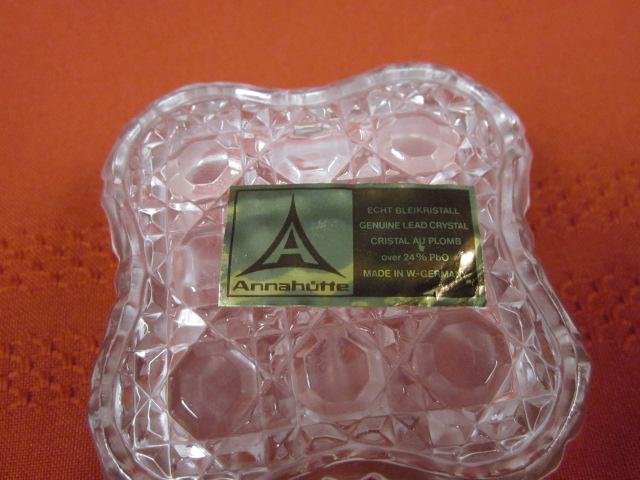 Annahütte
ECHT BLEIKRISTALL
GENUINE LEAD CRYSTAL
CRISTAL AU PLOMB
over 24% PbO
MADE IN W.-GERMANY